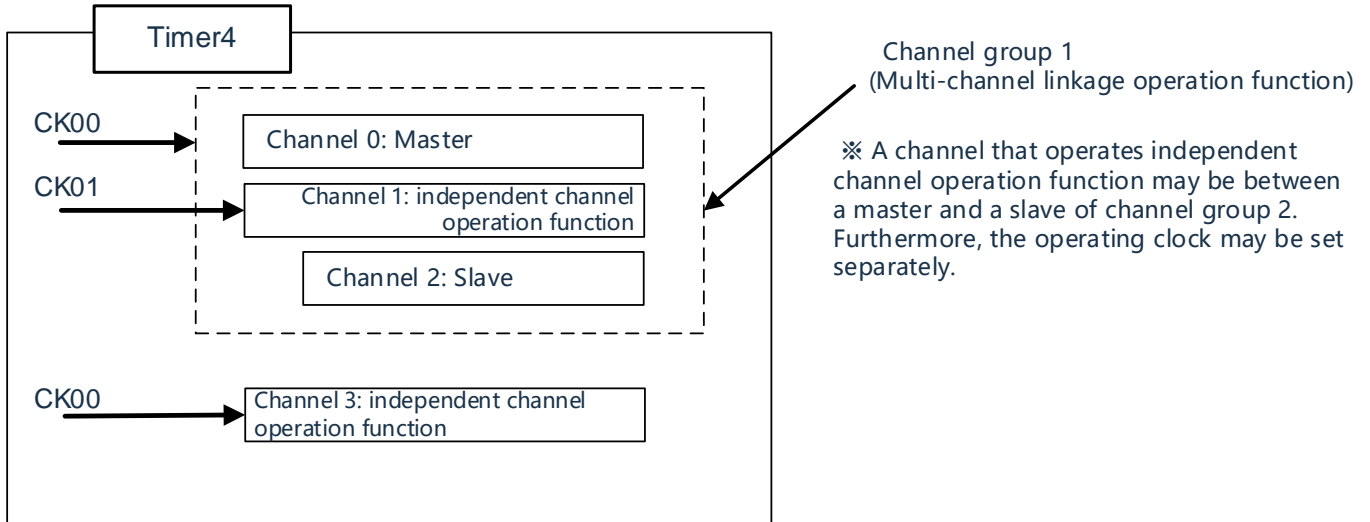 Timer4
Channel group 1
(Multi-channel linkage operation function)
CK00
Channel 0: Master
※ A channel that operates independent
channel operation function may be between
a master and a slave of channel group 2.
Furthermore, the operating clock may be set
separately.
CK01
Channel 1: independent channel
operation function
Channel 2: Slave
CK00
Channel 3: independent channel
operation function